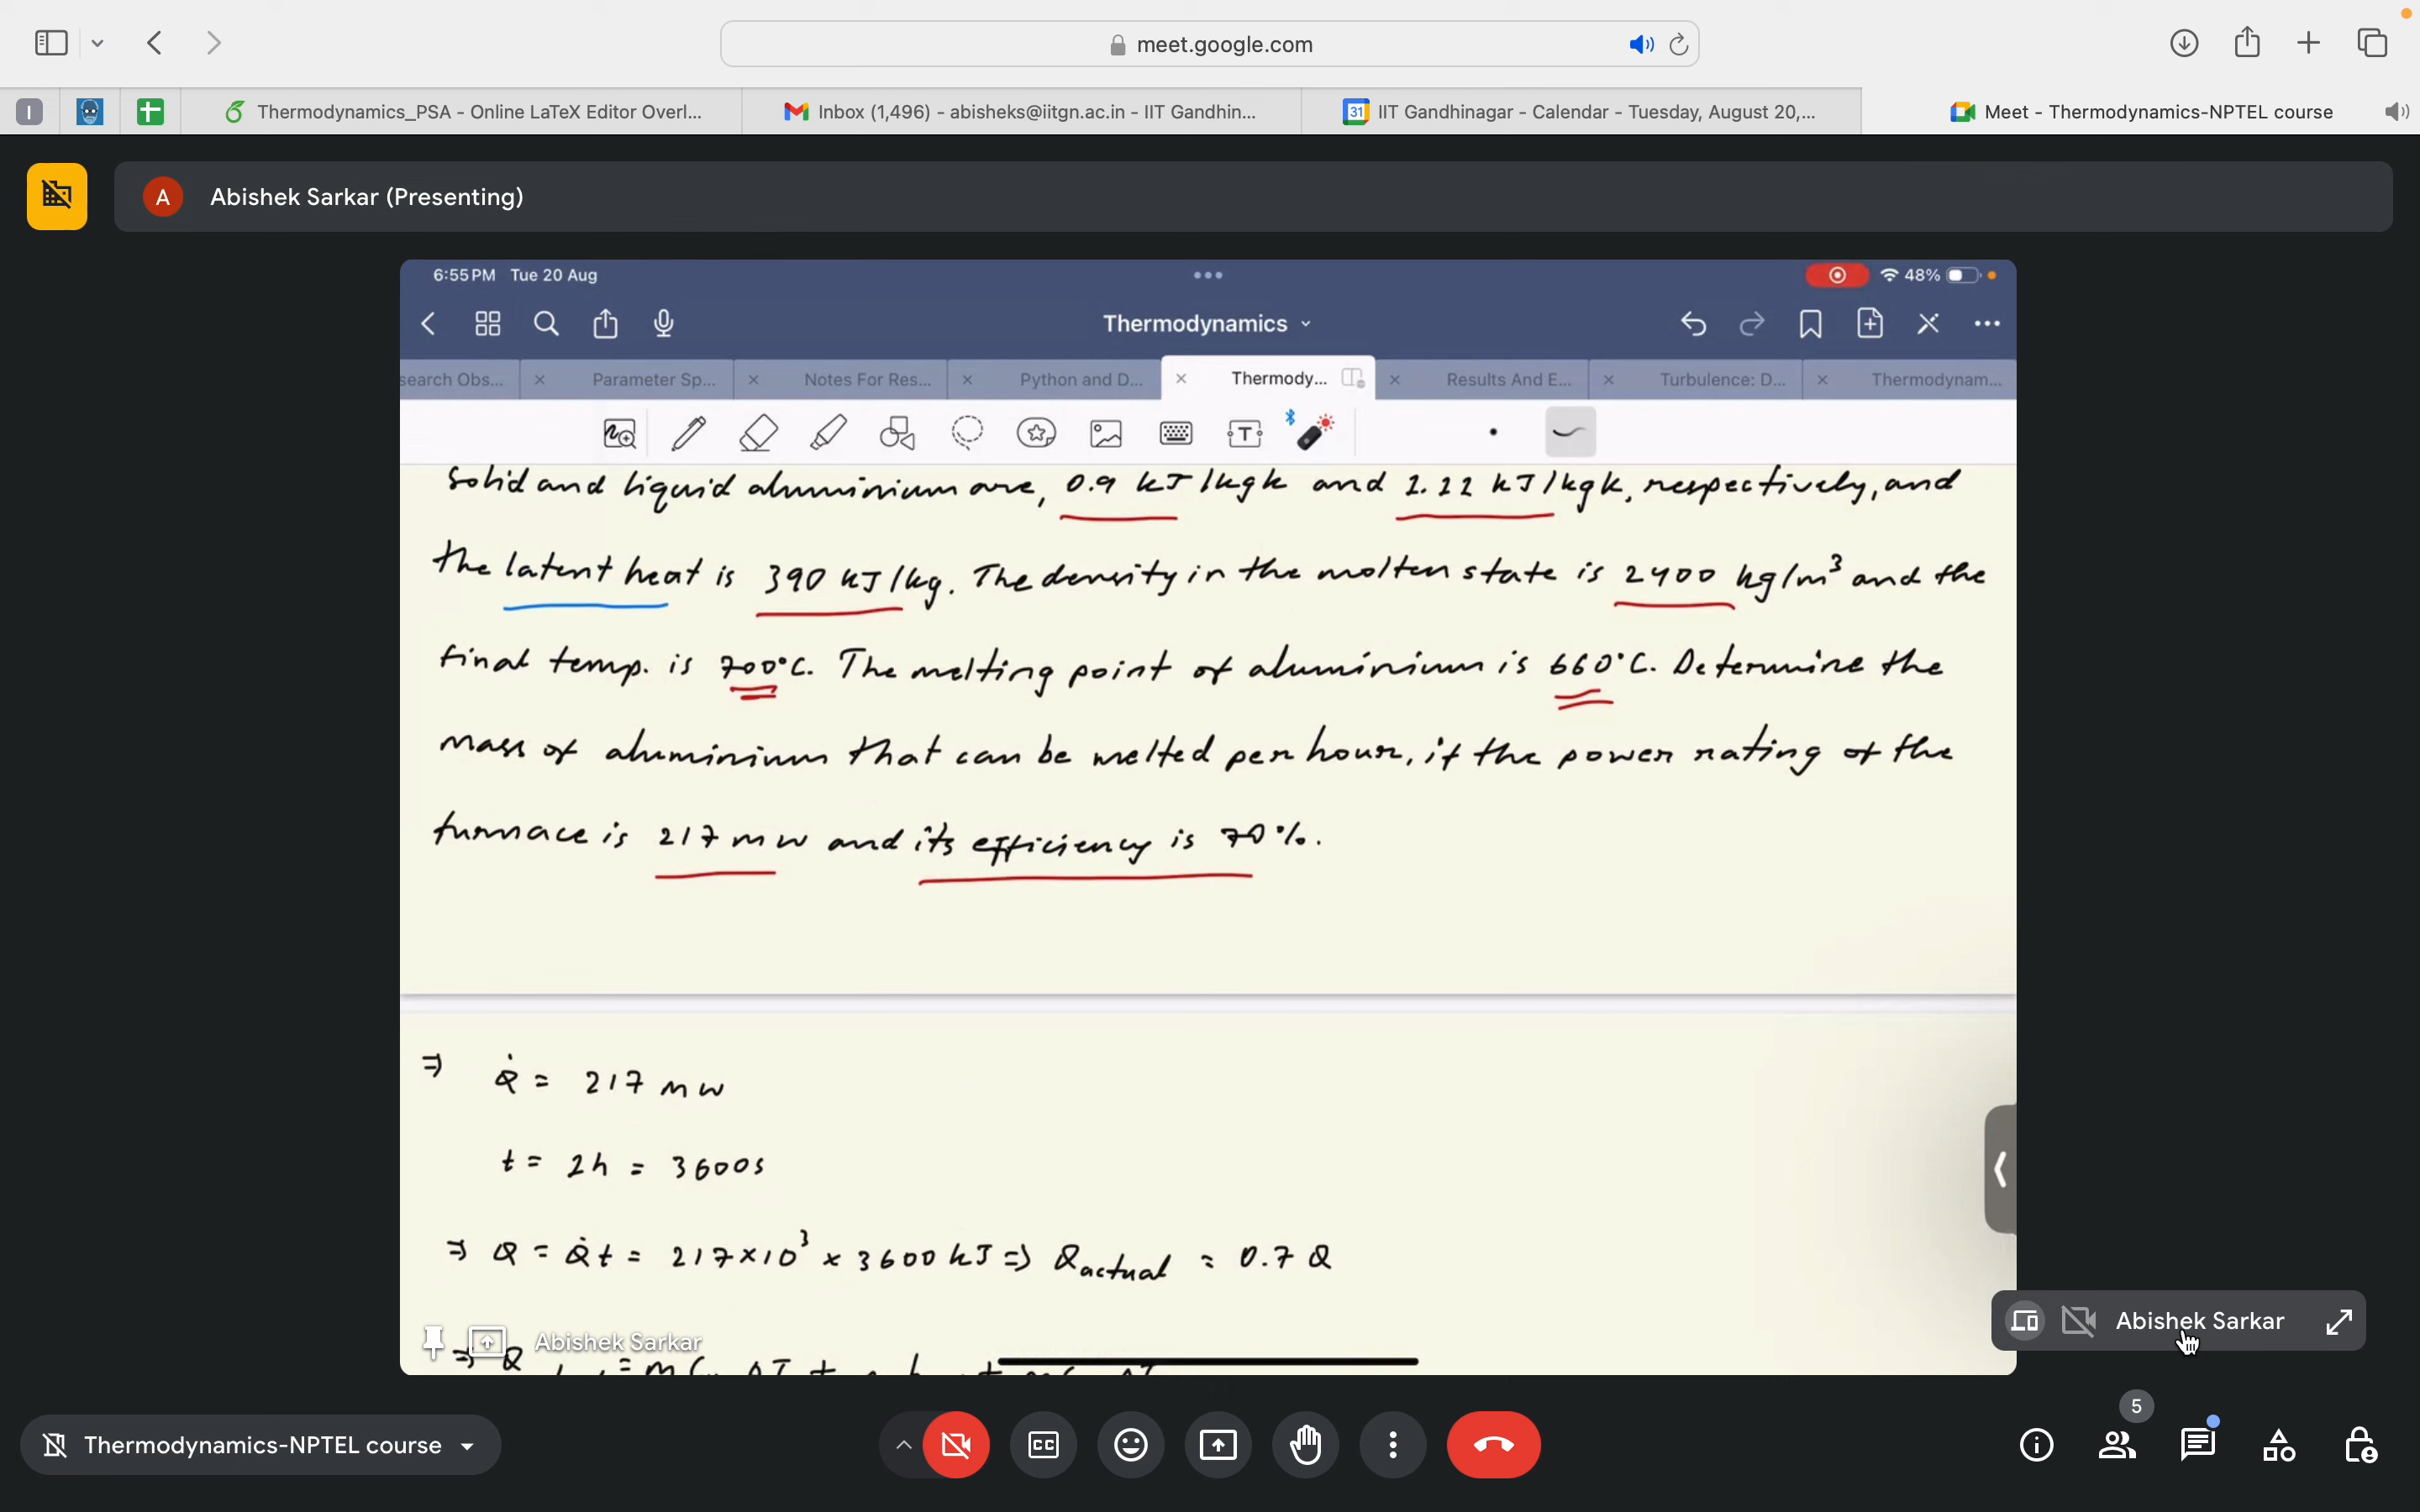 meet.google.com
I
Thermodynamics_PSA - Online LaTeX Editor Overl...
Inbox (1,496) - abisheks@iitgn.ac.in - IIT Gandhin...
31 IIT Gandhinagar - Calendar - Tuesday, August 20,...
Meet - Thermodynamics-NPTEL course
A Abishek Sarkar (Presenting)
6:55 PM Tue 20 Aug
48%
Thermodynamics
search Obs...
Parameter Sp...
Notes For Res...
Python and D...
Thermody...
Results And E...
Turbulence: D...
Thermodynam...
T
solid and liquid aluminium are, 0.9 kJ/kgk and 1.11 kJ/kgk, respectively, and
the latent heat is 390 kJ/kg. The density in the molten state is 2400 kg/m³ and the
final temp. is 700°C. The melting point of aluminium is 660°C. Determine the
mass of aluminium that can be melted per hour, if the power rating of the
furnace is 217 MW and its efficiency is 70%.
⇒ Q̇ = 217 MW
t = 1h = 3600s
⇒ Q = Q̇t = 217×10³ × 3600 kJ ⇒ Qactual = 0.7 Q
Abishek Sarkar
Abishek Sarkar
Thermodynamics-NPTEL course
CC
5